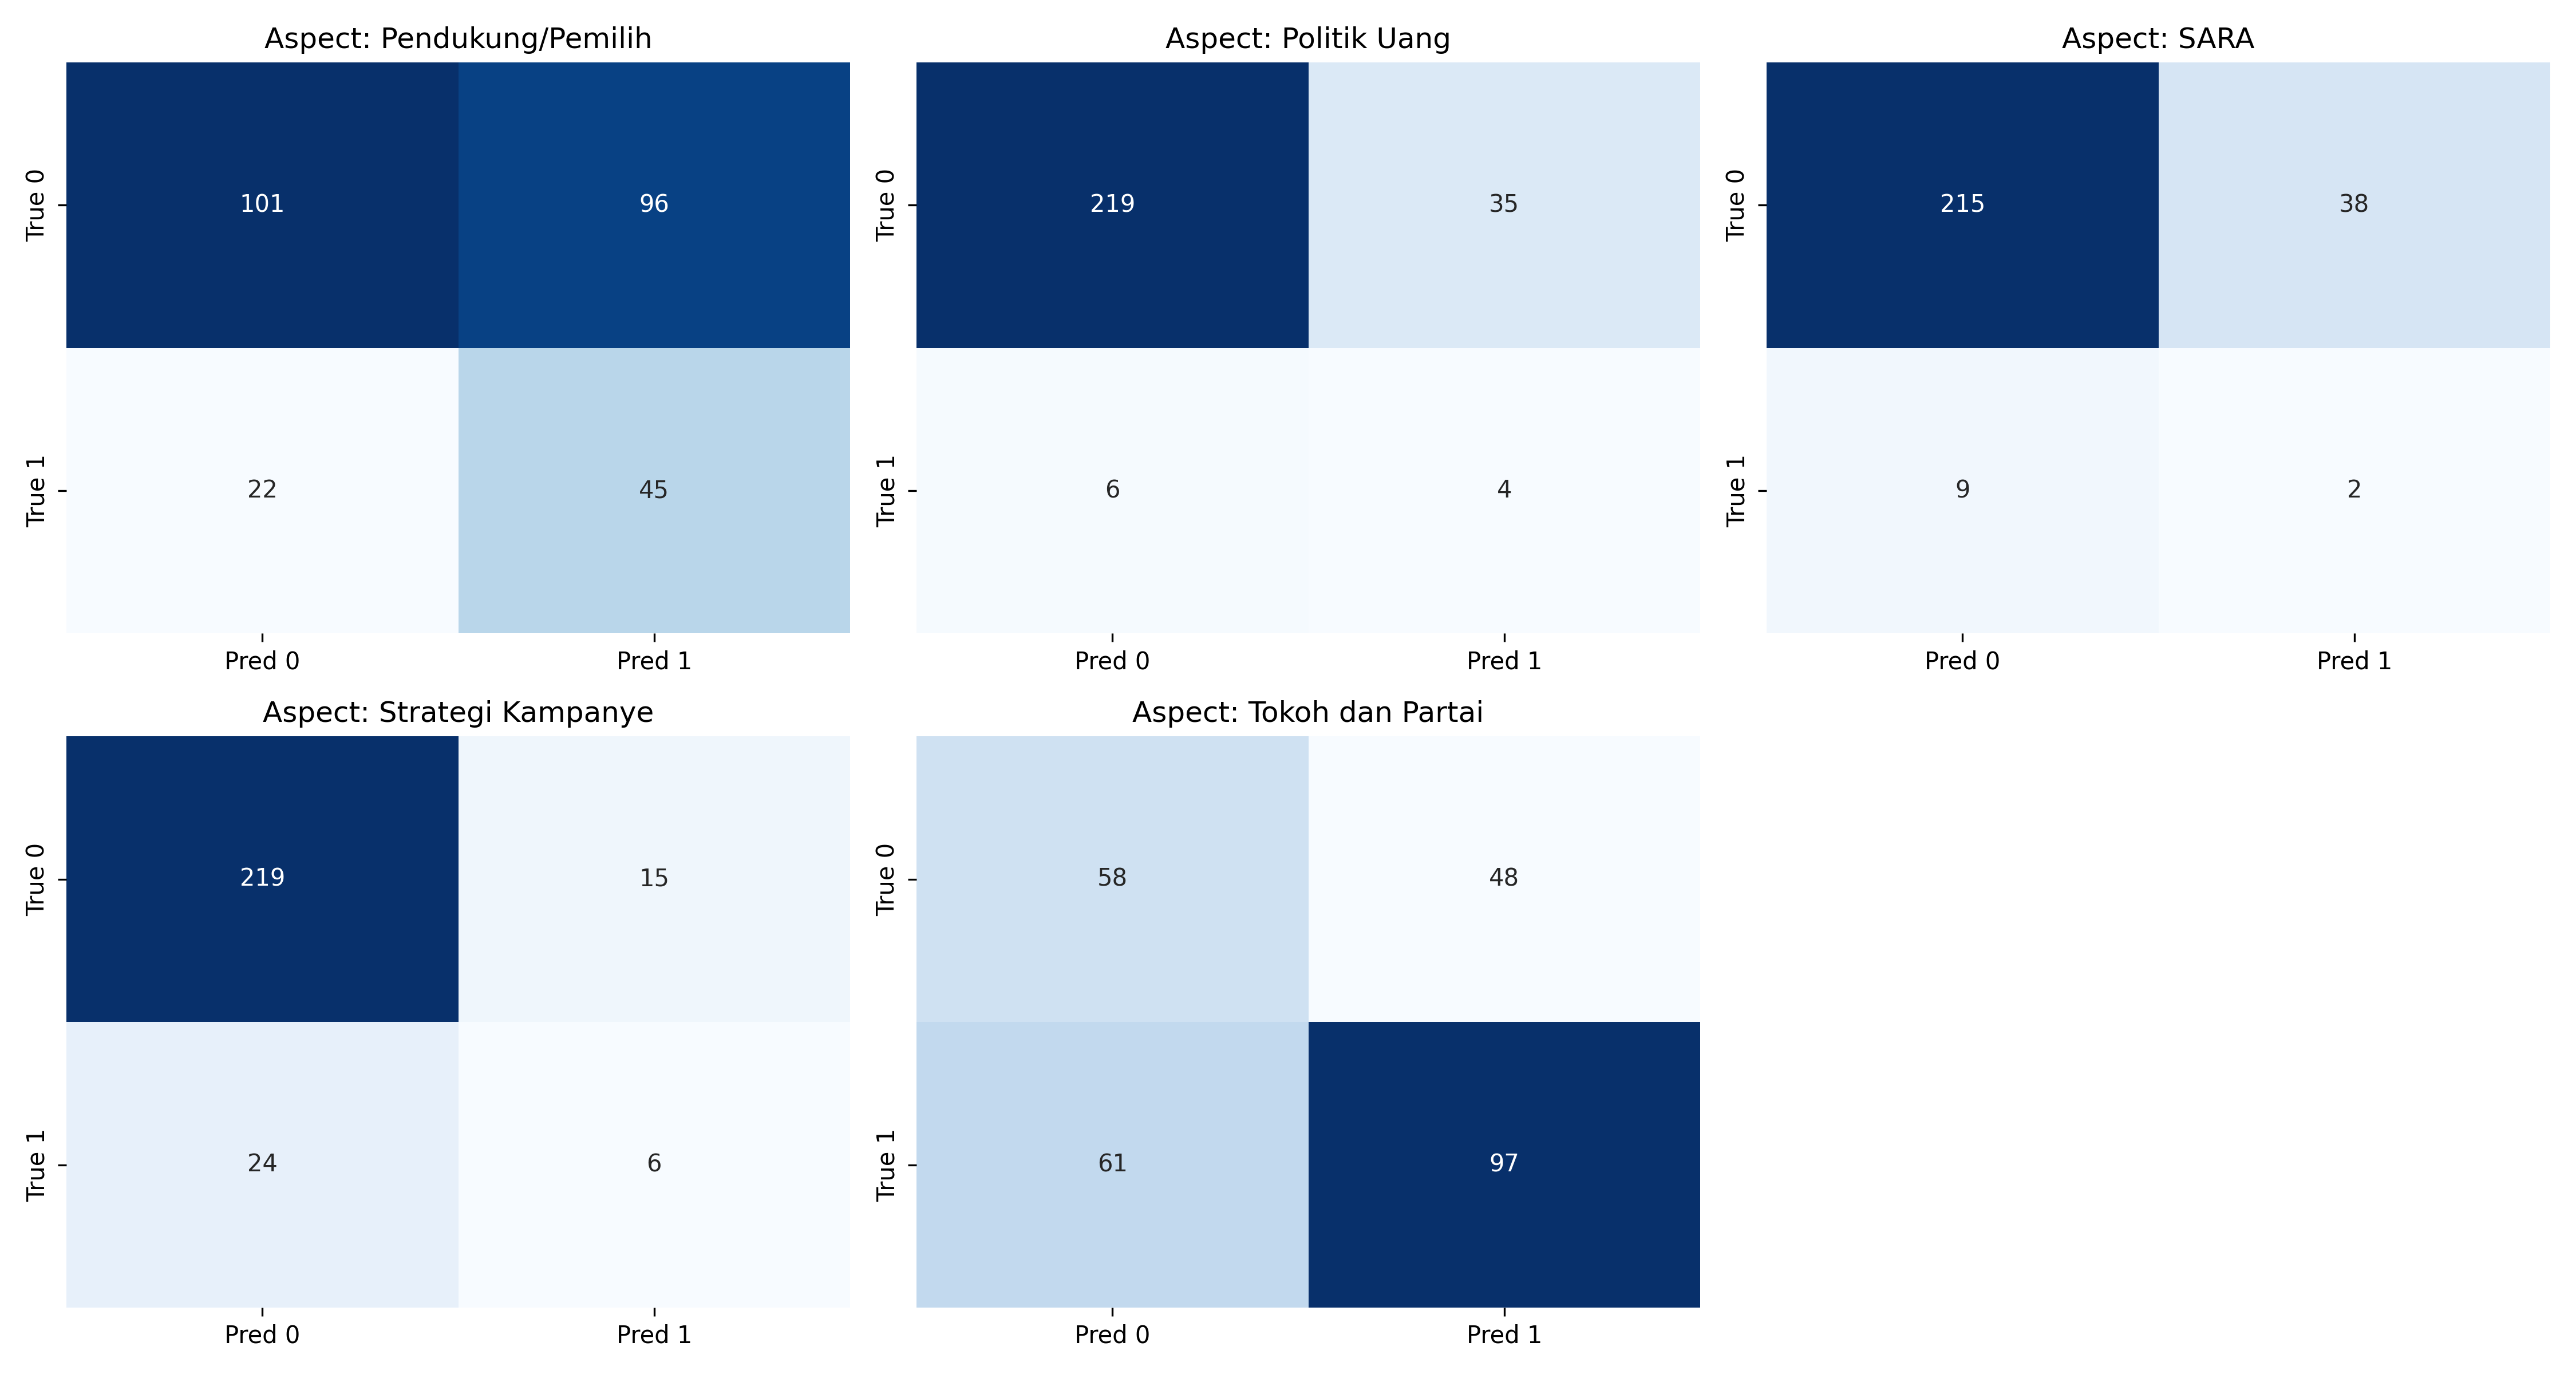 Aspect: Pendukung/Pemilih
True 0
101
96
True 1
22
45
Pred 0
Pred 1
Aspect: Politik Uang
True 0
219
35
True 1
6
4
Pred 0
Pred 1
Aspect: SARA
True 0
215
38
True 1
9
2
Pred 0
Pred 1
Aspect: Strategi Kampanye
True 0
219
15
True 1
24
6
Pred 0
Pred 1
Aspect: Tokoh dan Partai
True 0
58
48
True 1
61
97
Pred 0
Pred 1